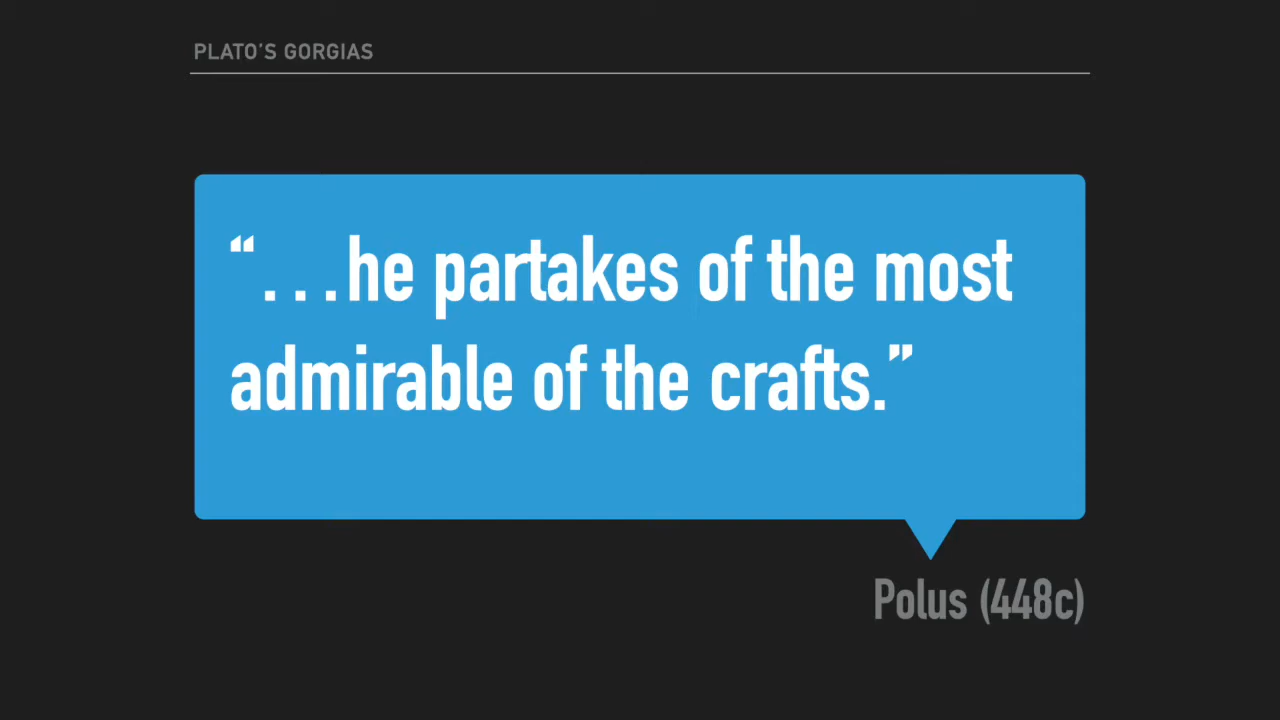 PLATO’S GORGIAS
“...he partakes of the most
admirable of the crafts.”
Polus (448c)